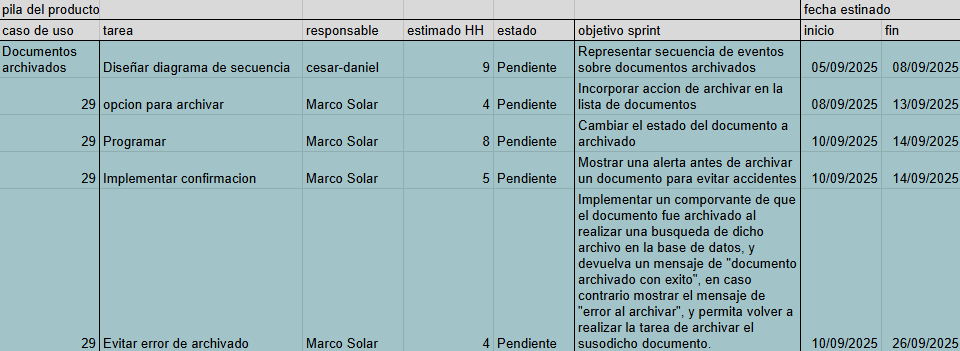 pila del producto fecha estinado
caso de uso tarea responsable estimado HH estado objetivo sprint inicio fin
Documentos archivados Diseñar diagrama de secuencia cesar-daniel 9 Pendiente Representar secuencia de eventos
sobre documentos archivados 05/09/2025 08/09/2025
29 opcion para archivar Marco Solar 4 Pendiente Incorporar accion de archivar en la
lista de documentos 08/09/2025 13/09/2025
29 Programar Marco Solar 8 Pendiente Cambiar el estado del documento a
archivado 10/09/2025 14/09/2025
29 Implementar confirmacion Marco Solar 5 Pendiente Mostrar una alerta antes de archivar
un documento para evitar accidentes 10/09/2025 14/09/2025
29 Evitar error de archivado Marco Solar 4 Pendiente Implementar un comporvante de que
el documento fue archivado al
realizar una busqueda de dicho
archivo en la base de datos, y
devuelva un mensaje de "documento
archivado con exito", en caso
contrario mostrar el mensaje de
"error al archivar", y permita volver a
realizar la tarea de archivar el
susodicho documento. 10/09/2025 26/09/2025